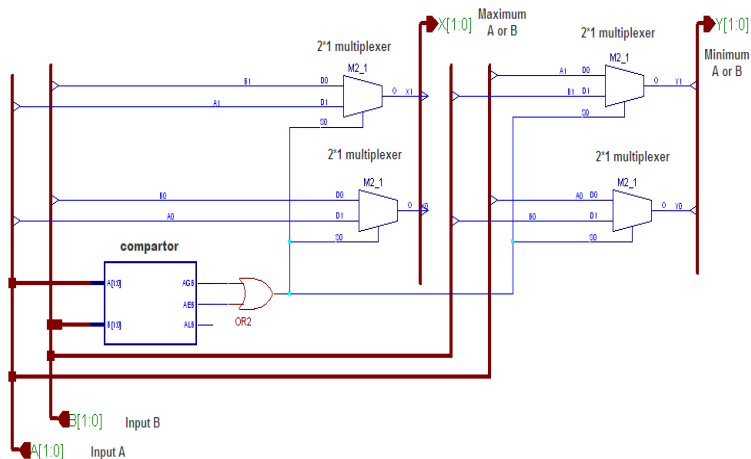 X[1:0]
Maximum
A or B
2*1 multiplexer
M2_1
B1 D0
A1 D1
S0
O X1
2*1 multiplexer
M2_1
B0 D0
A0 D1
S0
O X0
2*1 multiplexer
M2_1
A1 D0
B1 D1
S0
O Y1
Y[1:0]
Minimum
A or B
2*1 multiplexer
M2_1
A0 D0
B0 D1
S0
O Y0
compartor
A[1:0]
B[1:0]
AGB
AEB
ALB
OR2
B[1:0]
Input B
A[1:0]
Input A